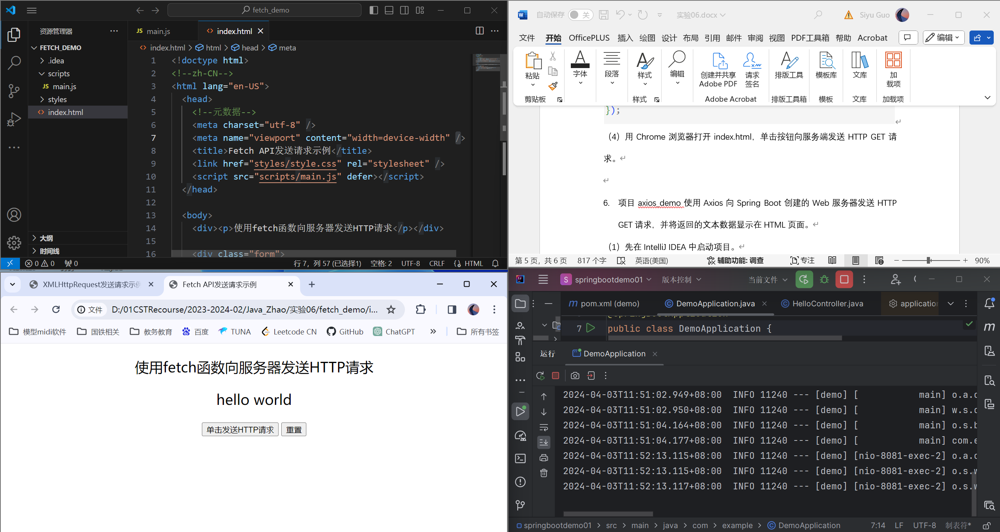 fetch_demo
资源管理器
main.js
index.html
FETCH_DEMO
.idea
scripts
main.js
styles
index.html
大纲
时间线
index.html > html > head > meta
1 <!doctype html>
2 <!--zh-CN-->
3 <html lang="en-US">
4 <head>
5 <!--元数据-->
6 <meta charset="utf-8" />
7 <meta name="viewport" content="width=device-width" />
8 <title>Fetch API发送请求示例</title>
9 <link href="styles/style.css" rel="stylesheet" />
10 <script src="scripts/main.js" defer></script>
11 </head>
12
13 <body>
14 <div><p>使用fetch函数向服务器发送HTTP请求</p></div>
15
16 <div class="form">
0 0 0 行 7, 列 57 (已选择1) 空格: 2 UTF-8 CRLF HTML
自动保存 关 实验06.docx Siyu Guo
文件 开始 OfficePLUS 插入 绘图 设计 布局 引用 邮件 审阅 视图 PDF工具箱 帮助 Acrobat 编辑
粘贴 字体 段落 样式 编辑 创建并共享 Adobe PDF 请求签名 排版工具 模板库 文库 加载项
剪贴板 样式 Adobe Acrobat 排版工具箱 模板 文库 加载项
});
（4）用 Chrome 浏览器打开 index.html，单击按钮向服务端发送 HTTP GET 请
求。
6. 项目 axios_demo 使用 Axios 向 Spring Boot 创建的 Web 服务器发送 HTTP
GET 请求，并将返回的文本数据显示在 HTML 页面。
（1）先在 IntelliJ IDEA 中启动项目。
第 5 页，共 6 页 817 个字 英语(美国) 辅助功能: 调查 专注 90%
XMLHttpRequest发送请求示例
Fetch API发送请求示例
文件 D:/01CSTRecourse/2023-2024-02/Java_Zhao/实验06/fetch_demo/i...
模型midi软件 国铁相关 教务教育 百度 TUNA Leetcode CN GitHub ChatGPT » 所有书签
使用fetch函数向服务器发送HTTP请求
hello world
单击发送HTTP请求 重置
S springbootdemo01 版本控制 当前文件
pom.xml (demo) DemoApplication.java HelloController.java
7 public class DemoApplication {
运行 DemoApplication
2024-04-03T11:51:02.949+08:00 INFO 11240 --- [demo] [ main] o.a.c
2024-04-03T11:51:02.950+08:00 INFO 11240 --- [demo] [ main] w.s.c
2024-04-03T11:51:04.164+08:00 INFO 11240 --- [demo] [ main] o.s.b
2024-04-03T11:51:04.177+08:00 INFO 11240 --- [demo] [ main] com.e
2024-04-03T11:52:13.115+08:00 INFO 11240 --- [demo] [nio-8081-exec-2] o.a.c
2024-04-03T11:52:13.115+08:00 INFO 11240 --- [demo] [nio-8081-exec-2] o.s.w
2024-04-03T11:52:13.117+08:00 INFO 11240 --- [demo] [nio-8081-exec-2] o.s.w
springbootdemo01 > src > main > java > com > example > DemoApplication 7:14 LF UTF-8 制表符*